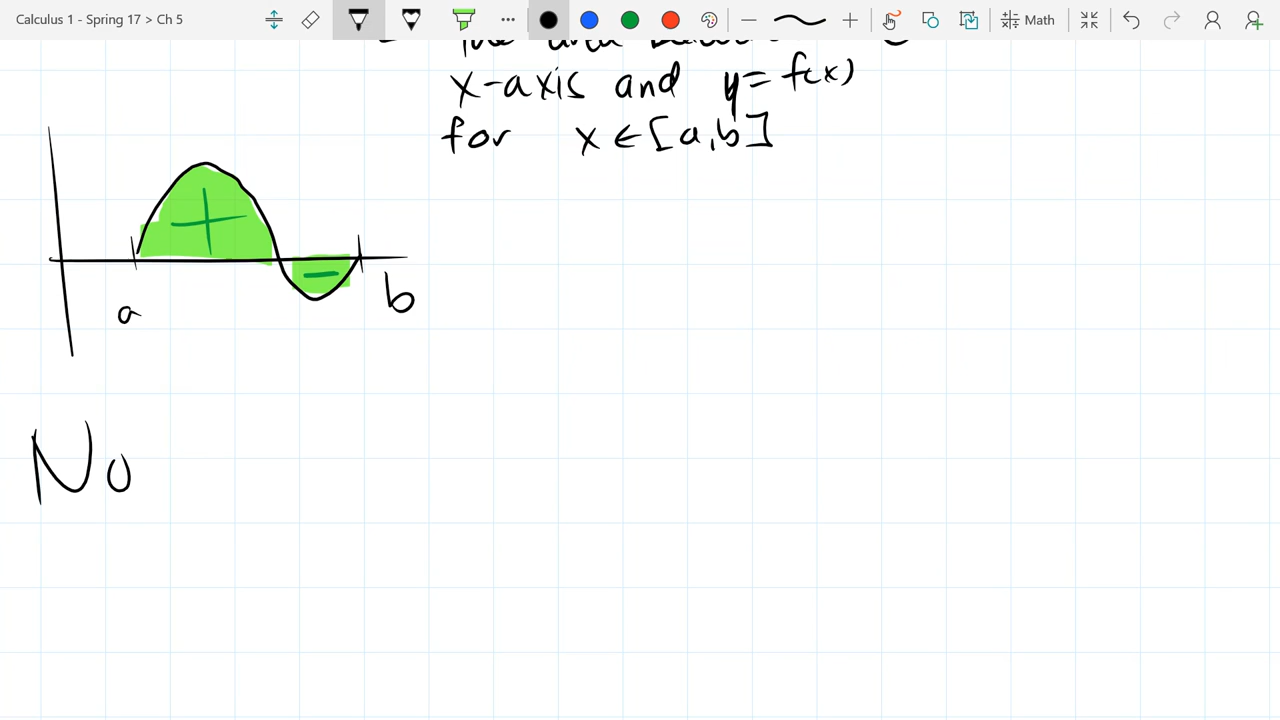 Calculus 1 - Spring 17 > Ch 5
Math
x-axis and y=f(x)
for x∈[a,b]
+
−
a
b
No